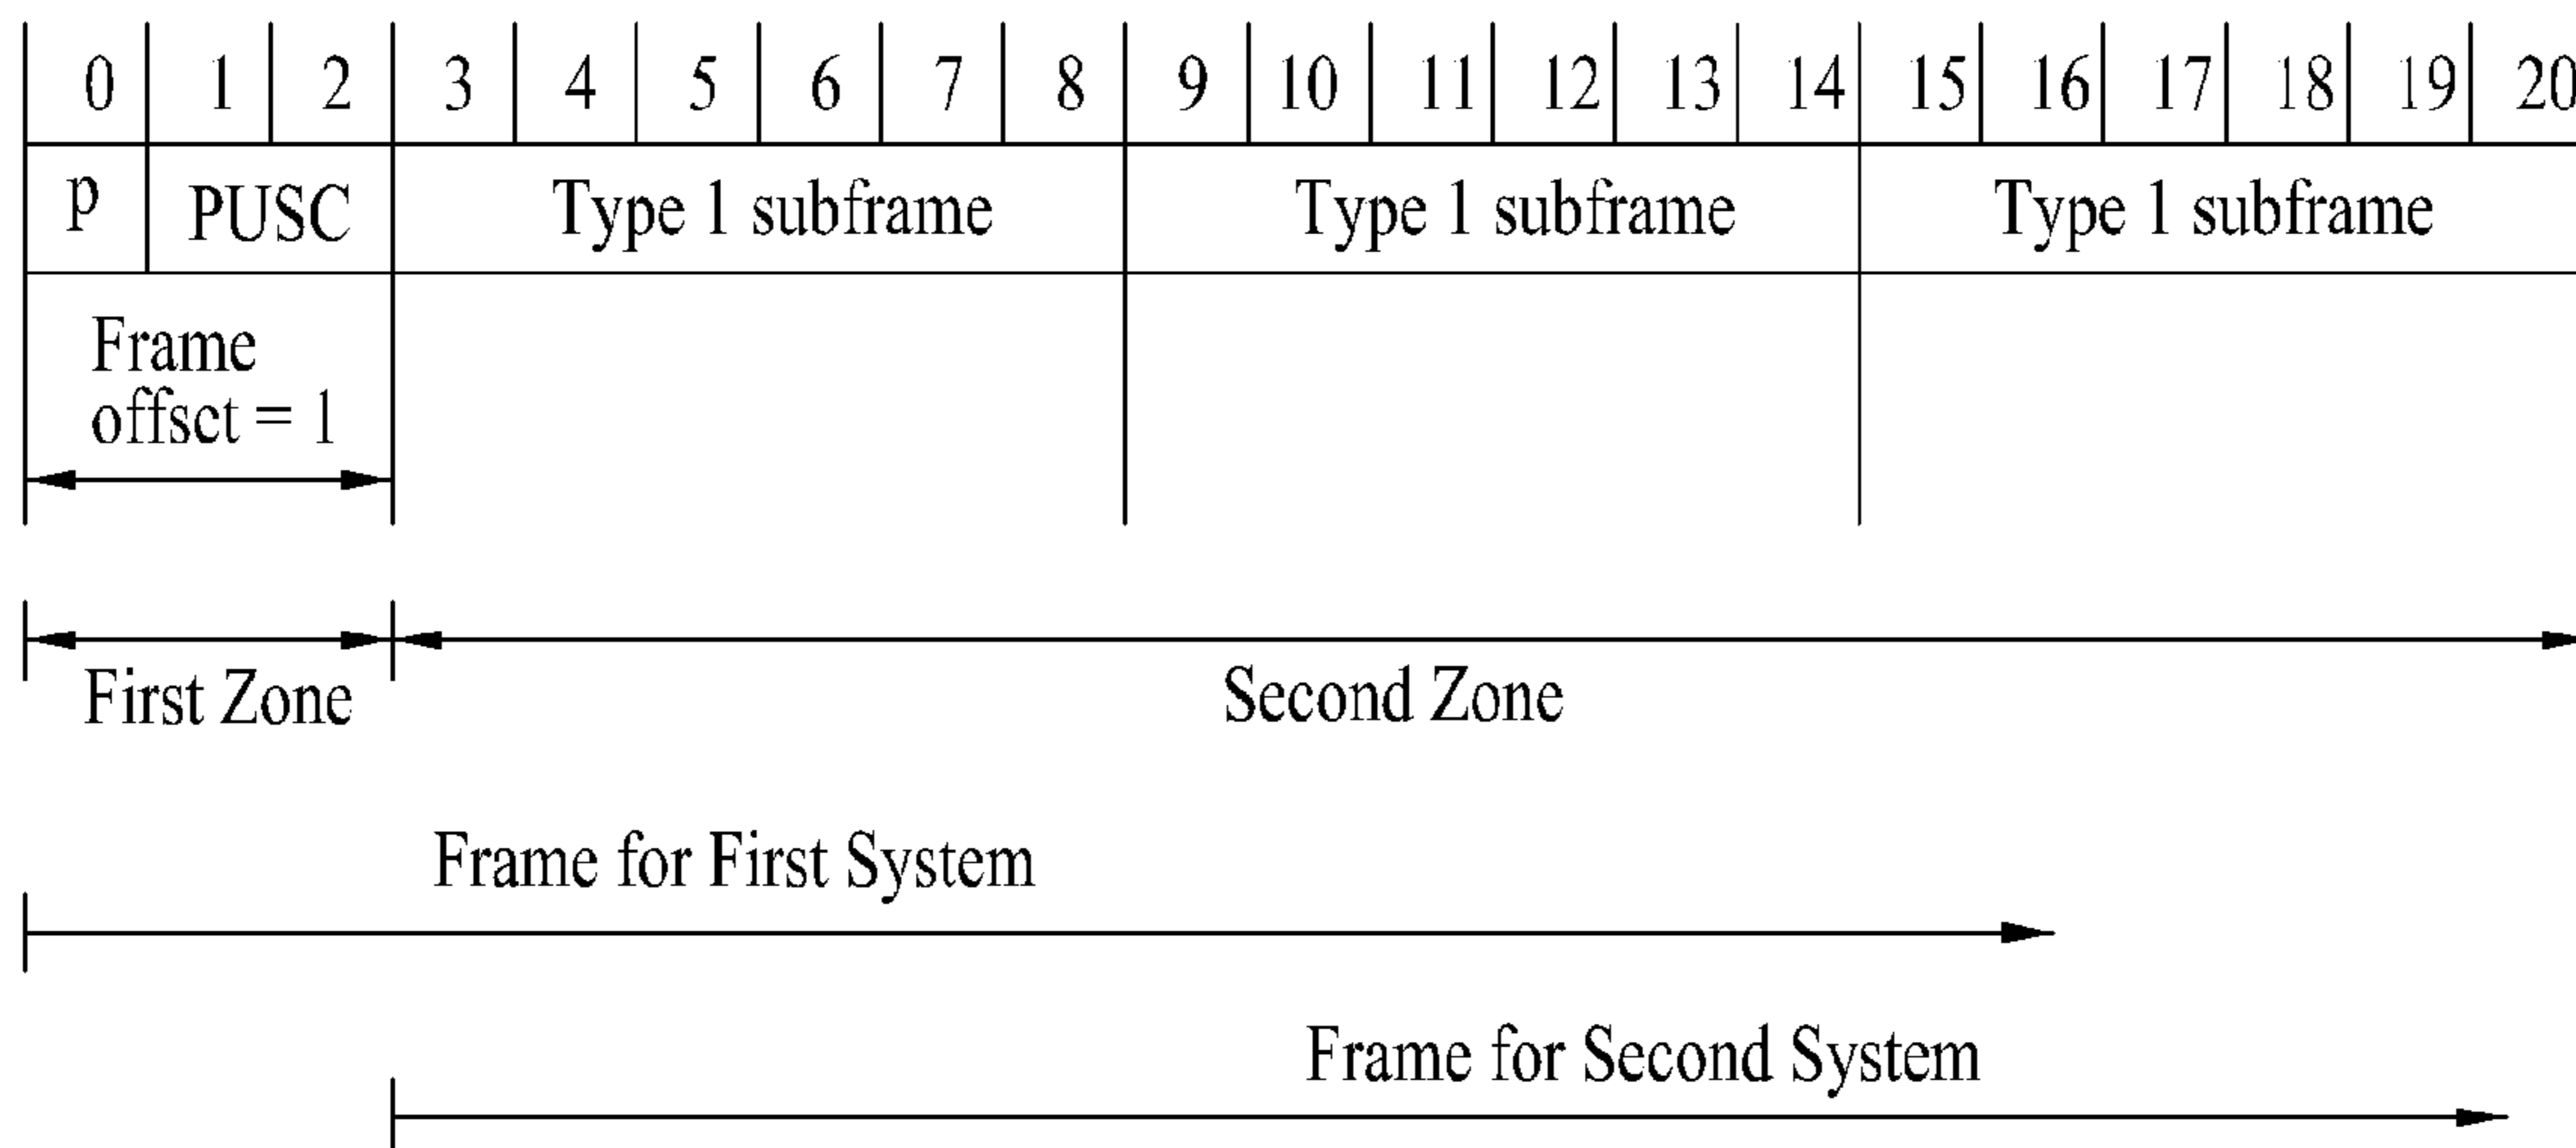 0 1 2 3 4 5 6 7 8 9 10 11 12 13 14 15 16 17 18 19 20
p PUSC Type 1 subframe Type 1 subframe Type 1 subframe
Frame
offsct = 1
First Zone
Second Zone
Frame for First System
Frame for Second System